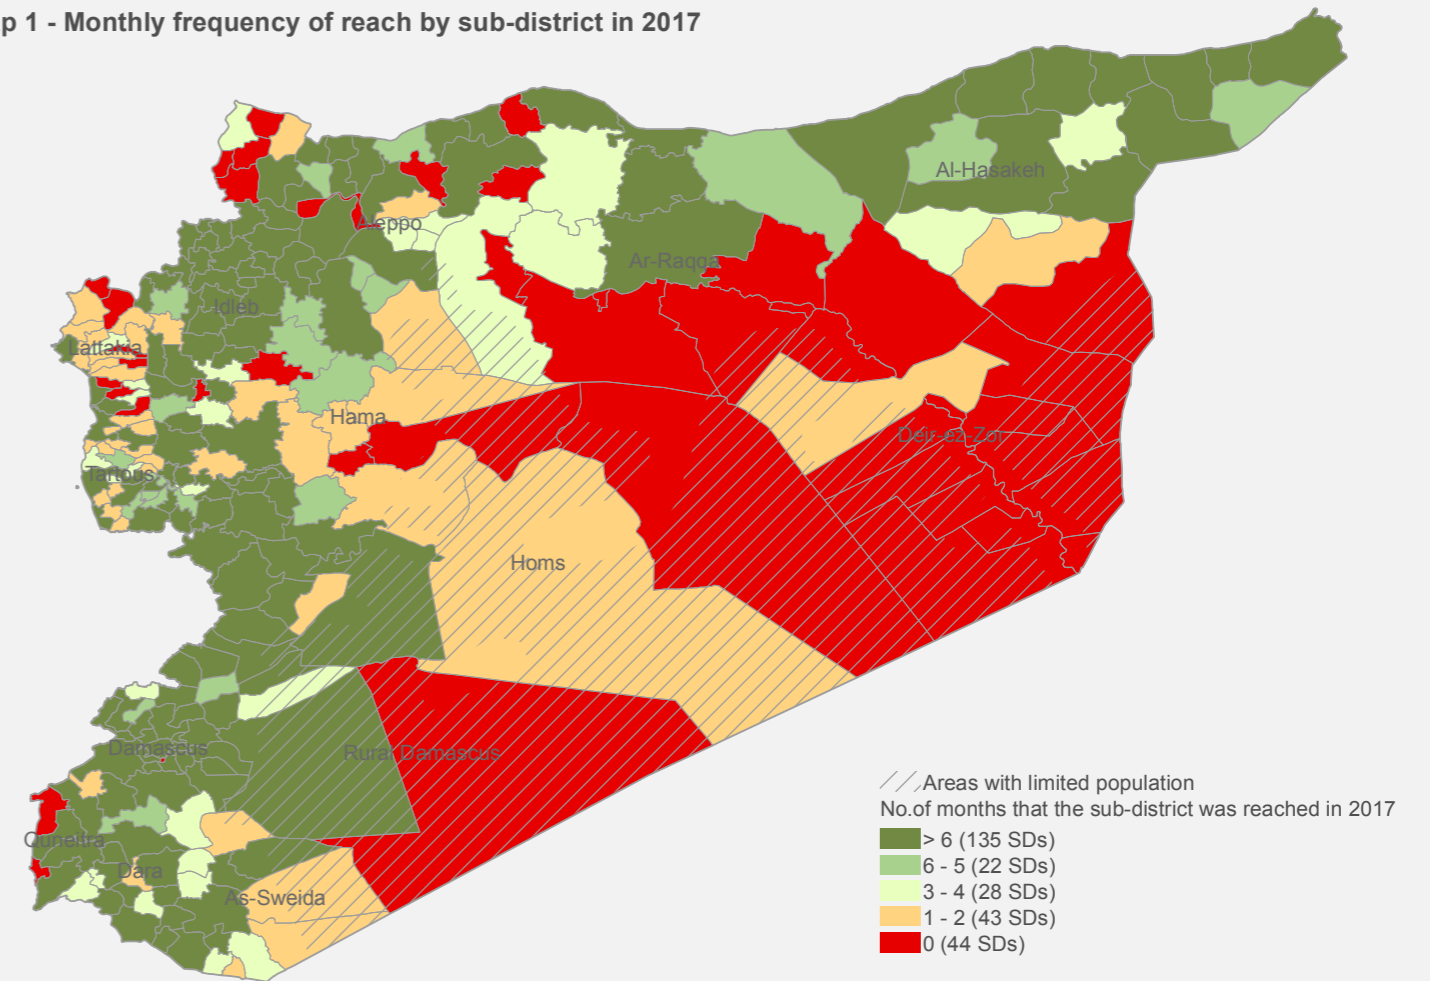 p 1 - Monthly frequency of reach by sub-district in 2017
Al-Hasakeh
Aleppo
Ar-Raqqa
Idleb
Lattakia
Hama
Deir-ez-Zor
Tartous
Homs
Damascus
Rural Damascus
Quneitra
Dara
As-Sweida
Areas with limited population
No.of months that the sub-district was reached in 2017
> 6 (135 SDs)
6 - 5 (22 SDs)
3 - 4 (28 SDs)
1 - 2 (43 SDs)
0 (44 SDs)